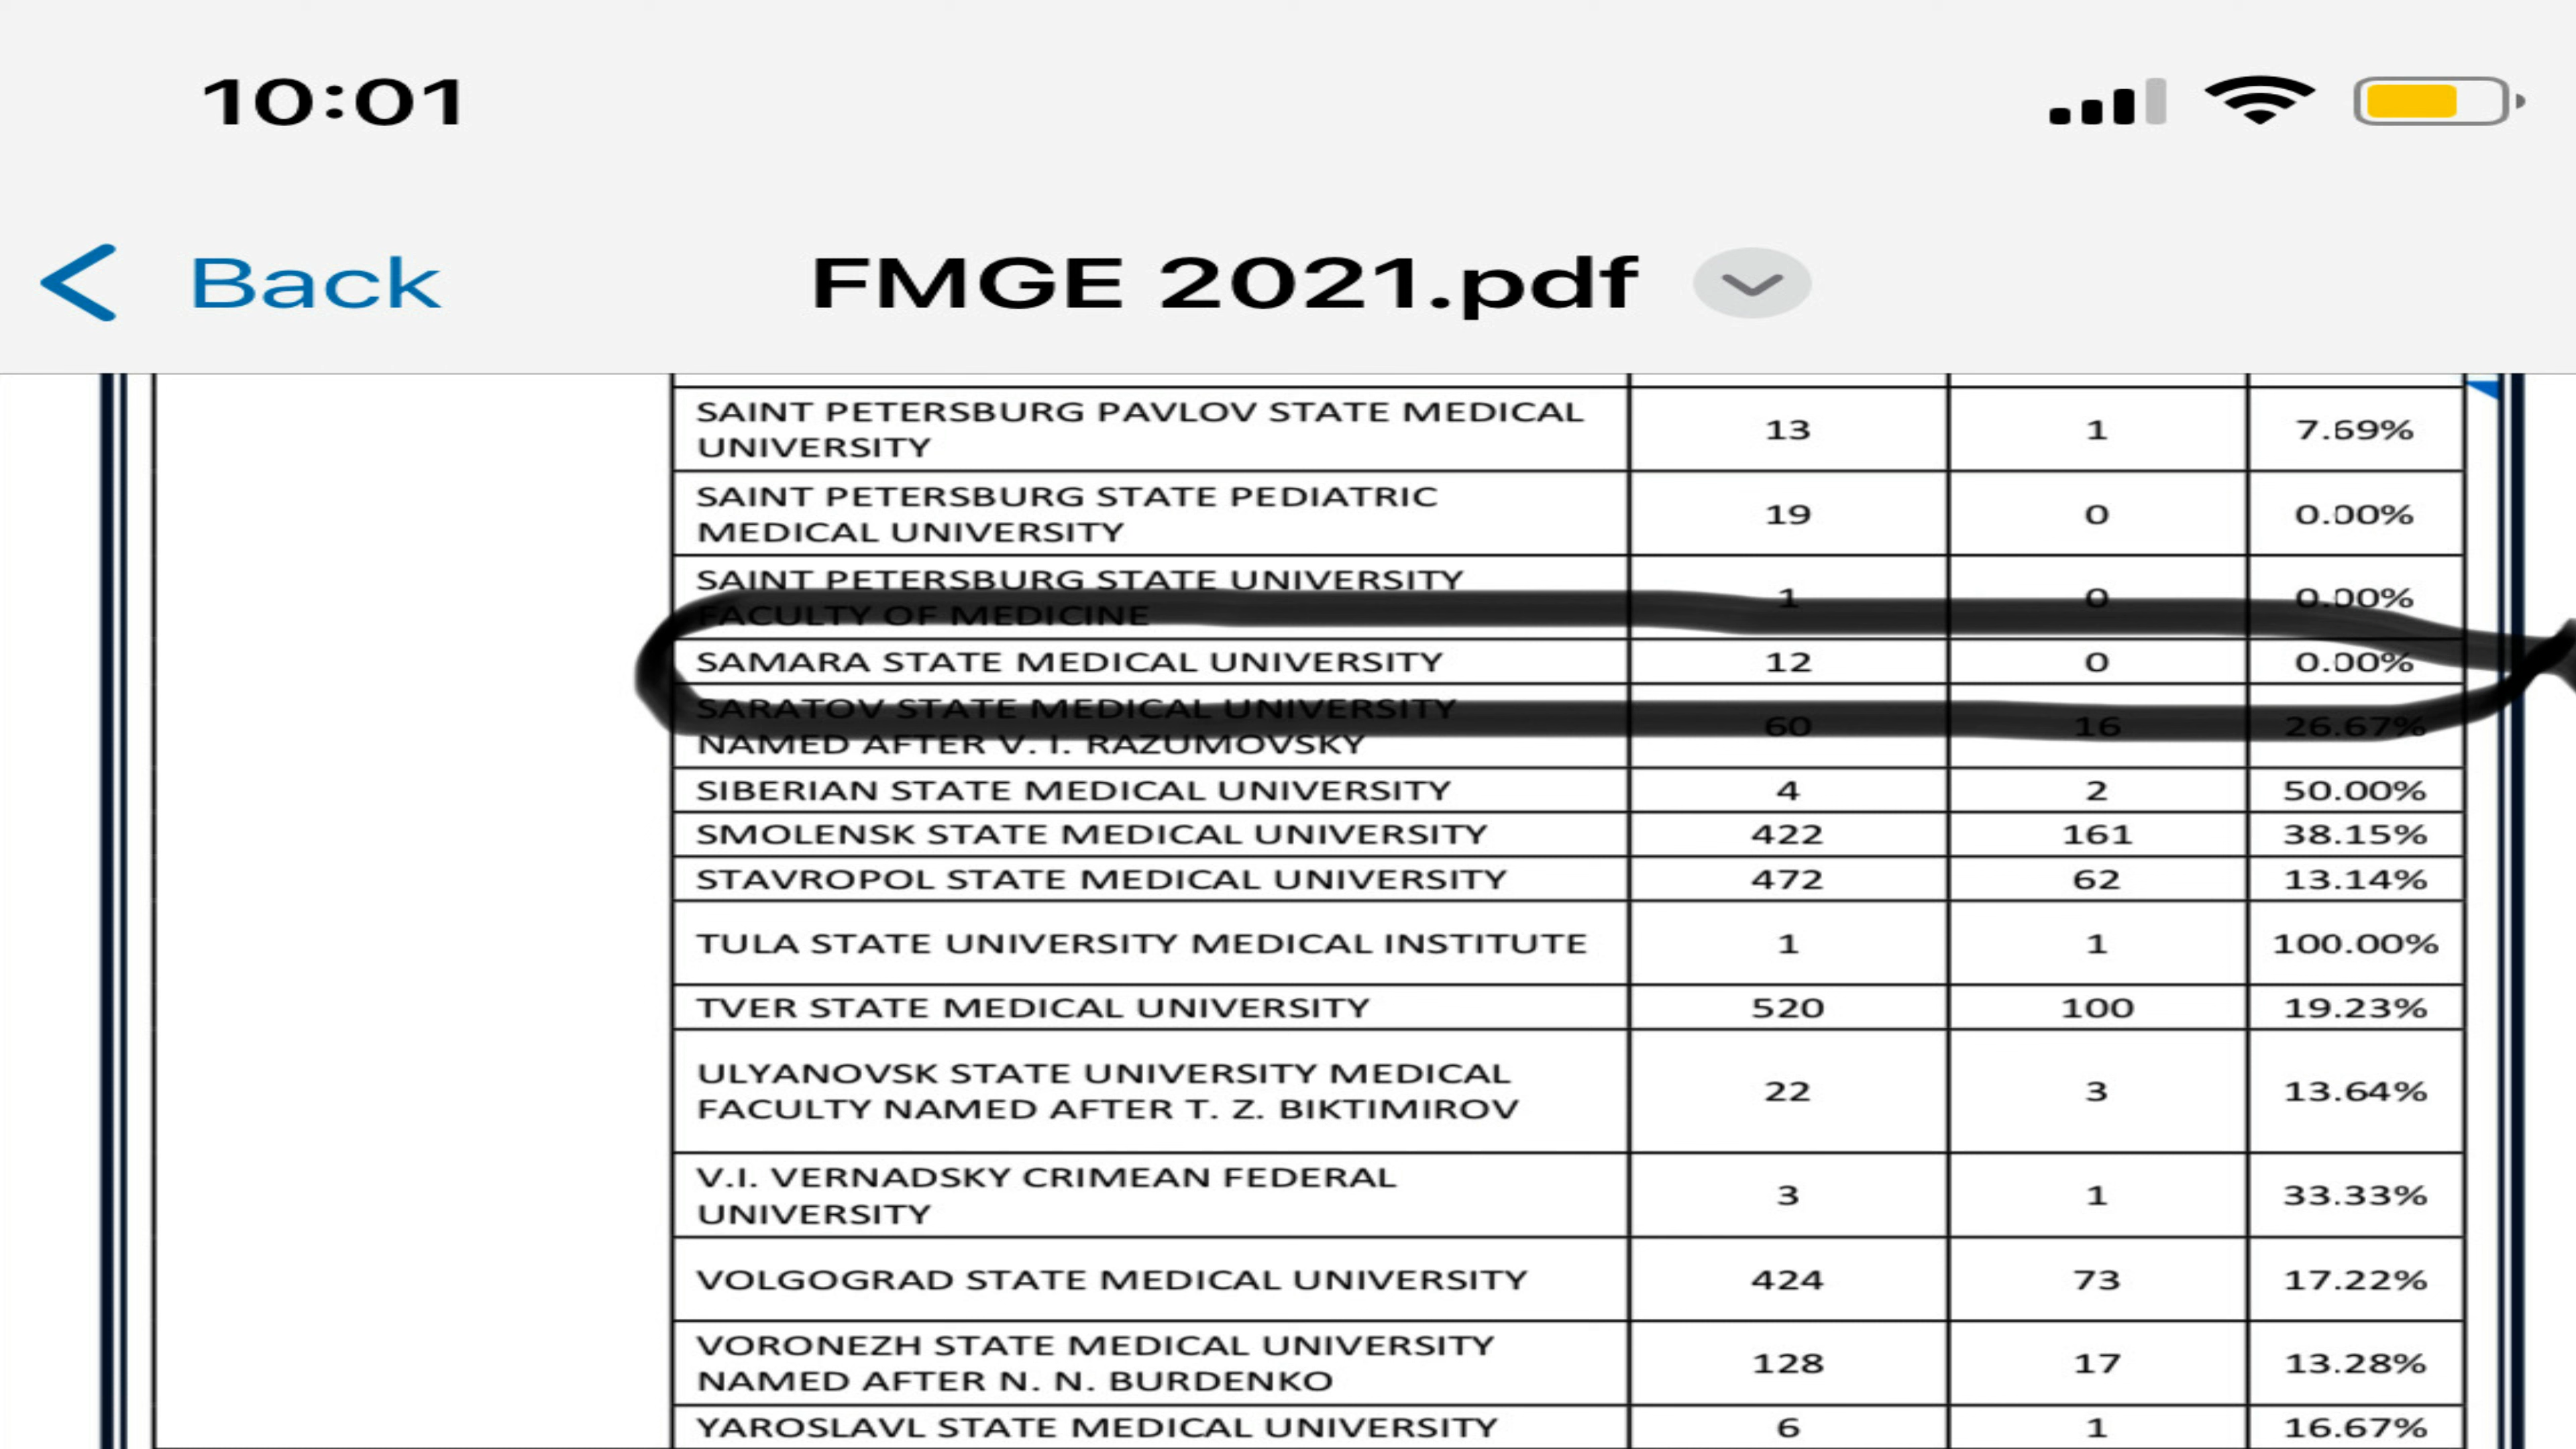 10:01
Back
FMGE 2021.pdf
SAINT PETERSBURG PAVLOV STATE MEDICAL
UNIVERSITY
13
1
7.69%
SAINT PETERSBURG STATE PEDIATRIC
MEDICAL UNIVERSITY
19
0
0.00%
SAINT PETERSBURG STATE UNIVERSITY
FACULTY OF MEDICINE
1
0
0.00%
SAMARA STATE MEDICAL UNIVERSITY
12
0
0.00%
SARATOV STATE MEDICAL UNIVERSITY
NAMED AFTER V. I. RAZUMOVSKY
60
16
26.67%
SIBERIAN STATE MEDICAL UNIVERSITY
4
2
50.00%
SMOLENSK STATE MEDICAL UNIVERSITY
422
161
38.15%
STAVROPOL STATE MEDICAL UNIVERSITY
472
62
13.14%
TULA STATE UNIVERSITY MEDICAL INSTITUTE
1
1
100.00%
TVER STATE MEDICAL UNIVERSITY
520
100
19.23%
ULYANOVSK STATE UNIVERSITY MEDICAL
FACULTY NAMED AFTER T. Z. BIKTIMIROV
22
3
13.64%
V.I. VERNADSKY CRIMEAN FEDERAL
UNIVERSITY
3
1
33.33%
VOLGOGRAD STATE MEDICAL UNIVERSITY
424
73
17.22%
VORONEZH STATE MEDICAL UNIVERSITY
NAMED AFTER N. N. BURDENKO
128
17
13.28%
YAROSLAVL STATE MEDICAL UNIVERSITY
6
1
16.67%